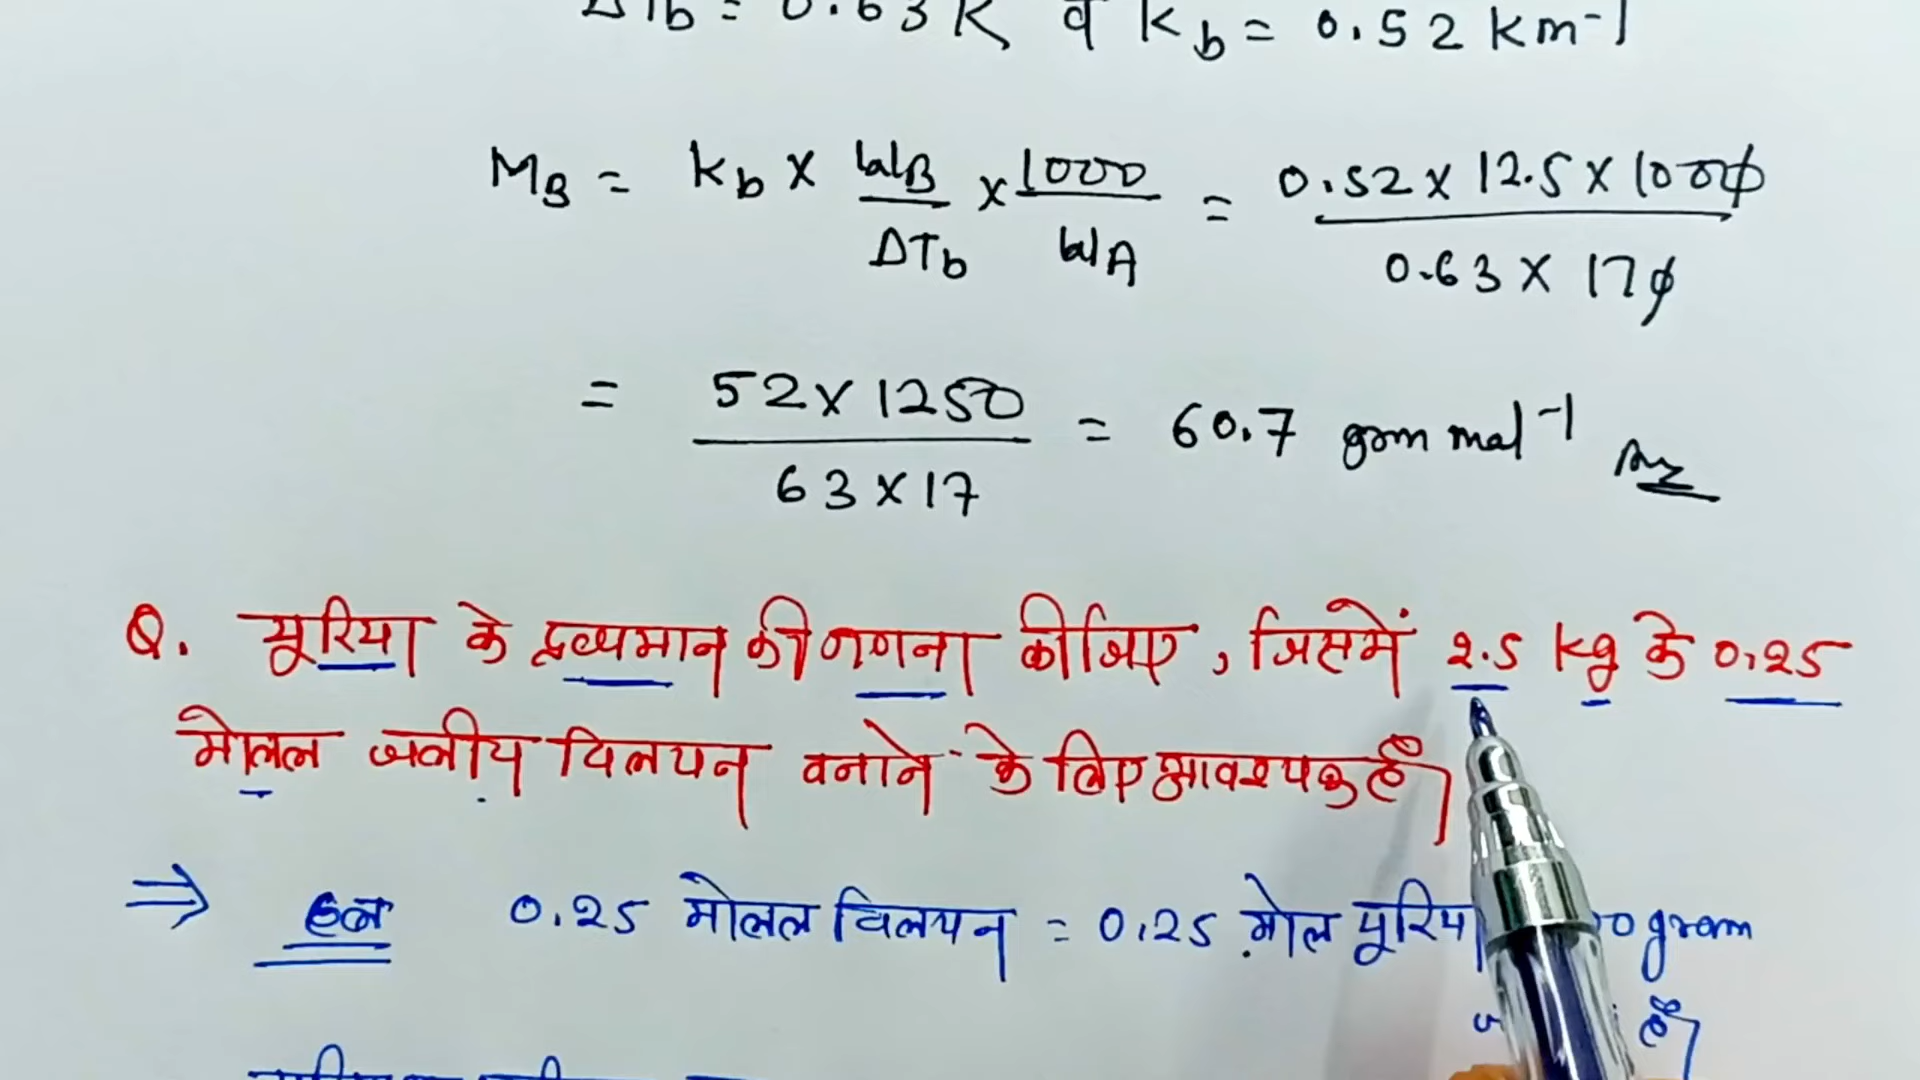 ΔTb = 0.63 K व Kb = 0.52 Km⁻¹
MB = Kb × WB/ΔTb × 1000/WA = 0.52 × 12.5 × 1000/0.63 × 170
= 52 × 1250/63 × 17 = 60.7 gram mol⁻¹ Ans
Q. यूरिया के द्रव्यमान की गणना कीजिए, जिसमें 2.5 kg के 0.25
मोलल जलीय विलयन बनाने के लिए आवश्यक है।
⇒ हल 0.25 मोलल विलयन = 0.25 मोल यूरिया gram
है।